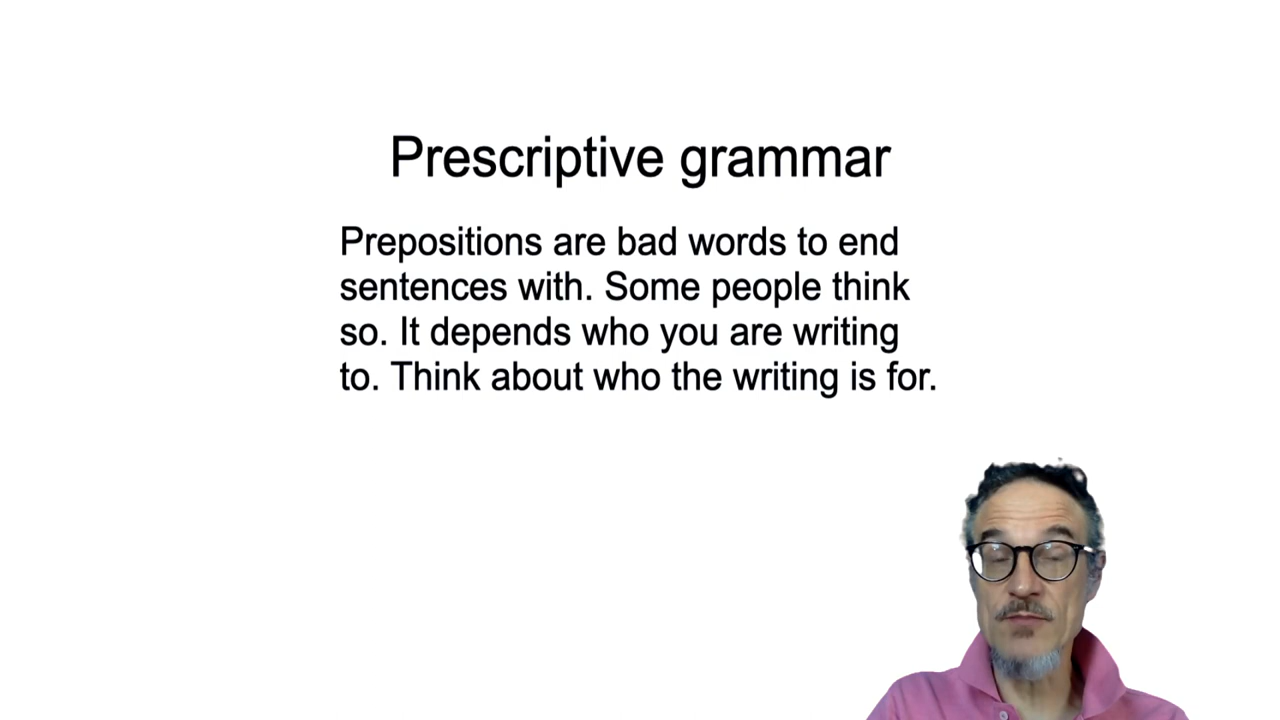 Prescriptive grammar
Prepositions are bad words to end
sentences with. Some people think
so. It depends who you are writing
to. Think about who the writing is for.